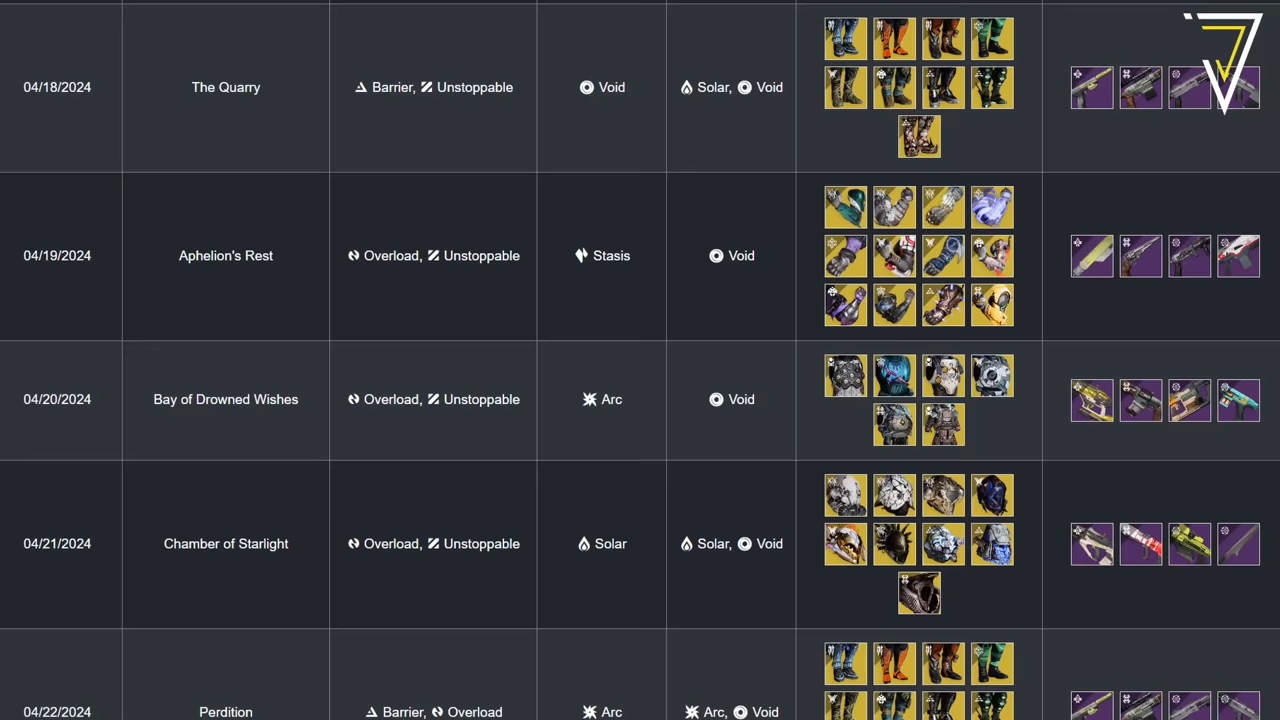 04/18/2024 The Quarry Barrier, Unstoppable Void Solar, Void
04/19/2024 Aphelion's Rest Overload, Unstoppable Stasis Void
04/20/2024 Bay of Drowned Wishes Overload, Unstoppable Arc Void
04/21/2024 Chamber of Starlight Overload, Unstoppable Solar Solar, Void
04/22/2024 Perdition Barrier, Overload Arc Arc, Void